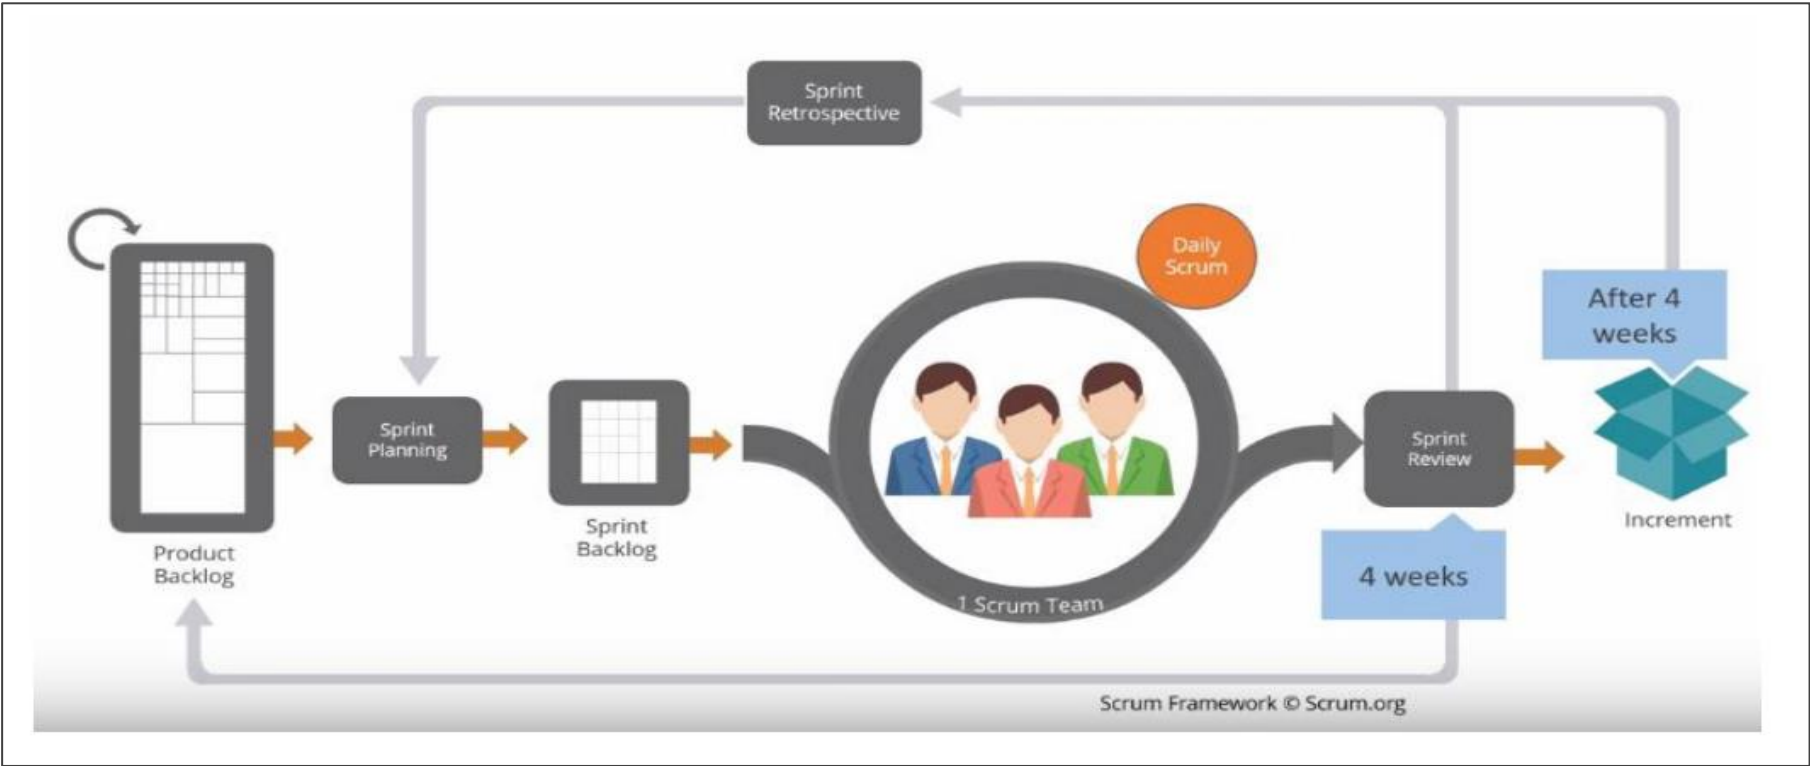 Sprint
Retrospective
Daily
Scrum
After 4
weeks
Sprint
Planning
Sprint
Review
Sprint
Backlog
Increment
Product
Backlog
4 weeks
1 Scrum Team
Scrum Framework © Scrum.org